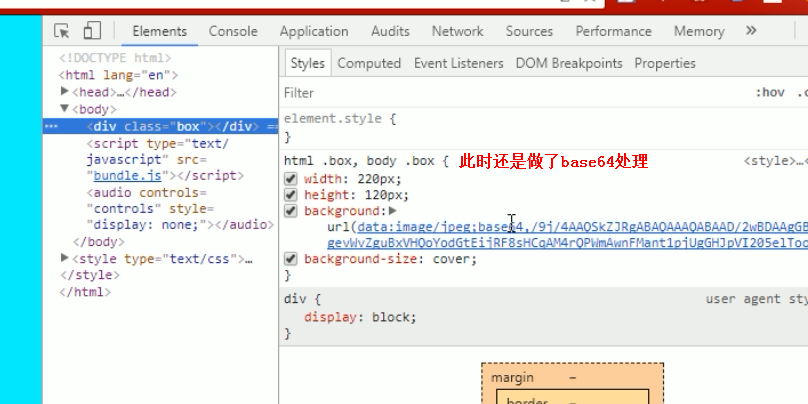 Elements Console Application Audits Network Sources Performance Memory »
<!DOCTYPE html>
<html lang="en">
▶<head>…</head>
▼<body>
<div class="box"></div> ==
<script type="text/
javascript" src=
"bundle.js"></script>
<audio controls=
"controls" style=
"display: none;"></audio>
</body>
▶<style type="text/css">…
</style>
</html>
Styles Computed Event Listeners DOM Breakpoints Properties
Filter :hov
element.style {
}
html .box, body .box { 此时还是做了base64处理 <style>…
width: 220px;
height: 120px;
background:▶
url(data:image/jpeg;base64,/9j/4AAQSkZJRgABAQAAAQABAAD/2wBDAAgGB
gevWvZguBxVHQoYodGtEijRF8sHCqAM4rQPWmAwnFMant1pjUgGHJpVI205elToo
background-size: cover;
}
div { user agent sty
display: block;
}
margin –
border –